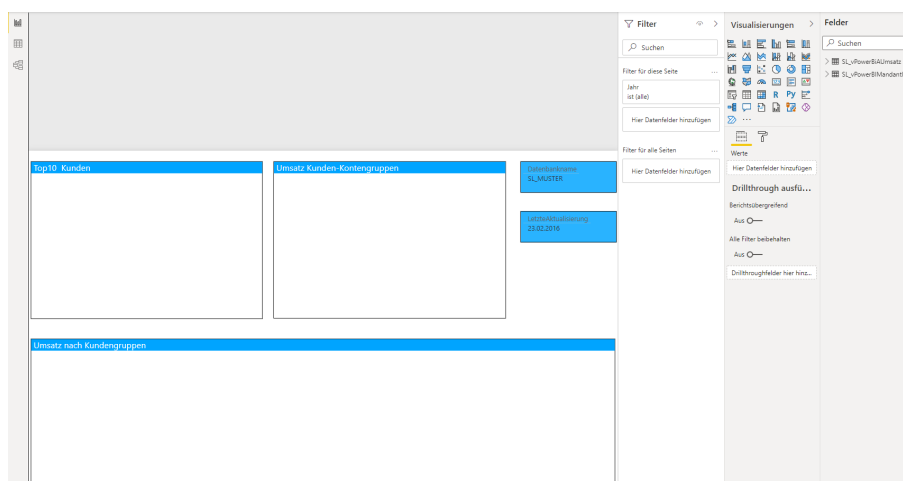 Top10 Kunden
Umsatz Kunden-Kontengruppen
Datenbankname
SL_MUSTER
LetzteAktualisierung
23.02.2016
Umsatz nach Kundengruppen
Filter
Suchen
Filter für diese Seite
Jahr
ist (alle)
Hier Datenfelder hinzufügen
Filter für alle Seiten
Hier Datenfelder hinzufügen
Visualisierungen
R Py
Werte
Hier Datenfelder hinzufügen
Drillthrough ausfü...
Berichtsübergreifend
Aus
Alle Filter beibehalten
Aus
Drillthroughfelder hier hinz...
Felder
Suchen
SL_vPowerBiAUmsatz